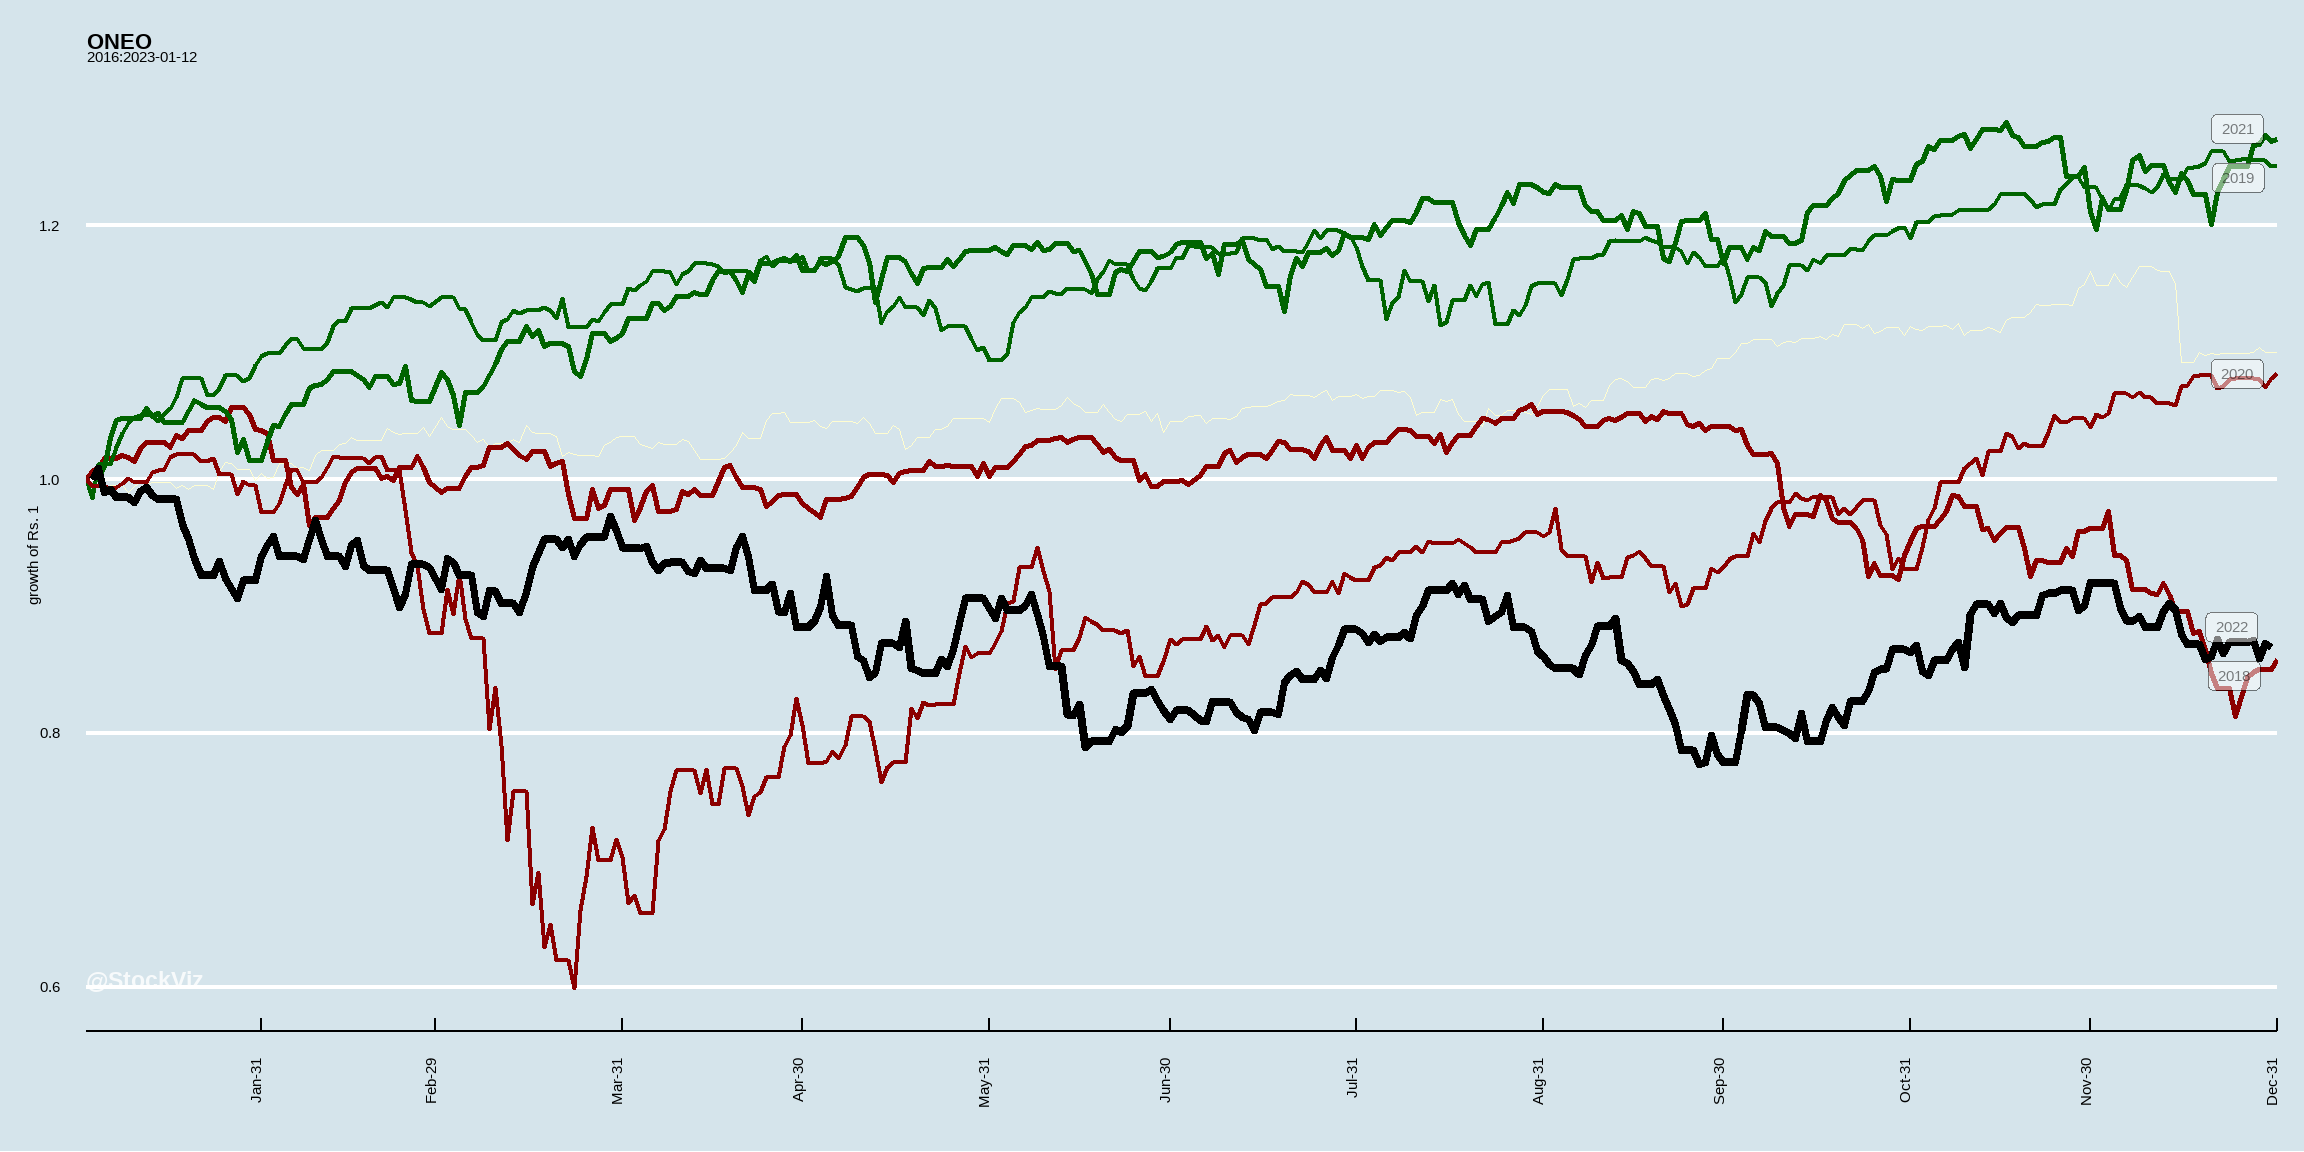 ONEO
2016:2023-01-12
2021
2019
1.2
2020
1.0
growth of Rs. 1
2022
2018
0.8
@StockViz
0.6
Jan-31
Feb-29
Mar-31
Apr-30
May-31
Jun-30
Jul-31
Aug-31
Sep-30
Oct-31
Nov-30
Dec-31